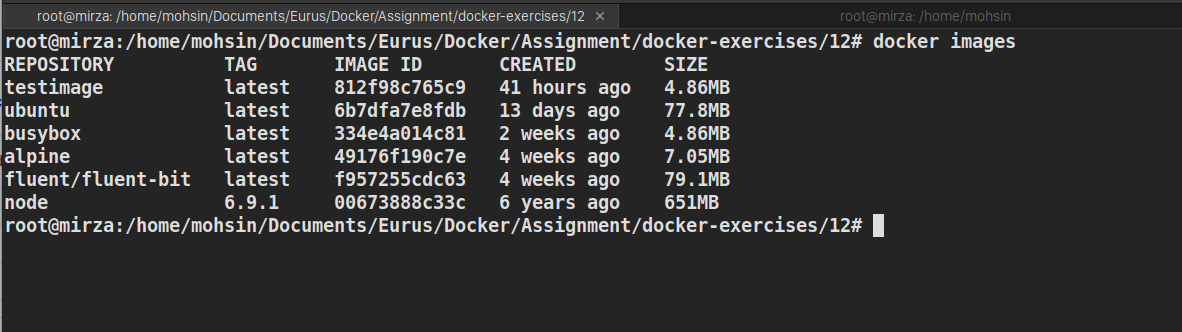 root@mirza: /home/mohsin/Documents/Eurus/Docker/Assignment/docker-exercises/12 × root@mirza: /home/mohsin
root@mirza:/home/mohsin/Documents/Eurus/Docker/Assignment/docker-exercises/12# docker images
REPOSITORY TAG IMAGE ID CREATED SIZE
testimage latest 812f98c765c9 41 hours ago 4.86MB
ubuntu latest 6b7dfa7e8fdb 13 days ago 77.8MB
busybox latest 334e4a014c81 2 weeks ago 4.86MB
alpine latest 49176f190c7e 4 weeks ago 7.05MB
fluent/fluent-bit latest f957255cdc63 4 weeks ago 79.1MB
node 6.9.1 00673888c33c 6 years ago 651MB
root@mirza:/home/mohsin/Documents/Eurus/Docker/Assignment/docker-exercises/12#